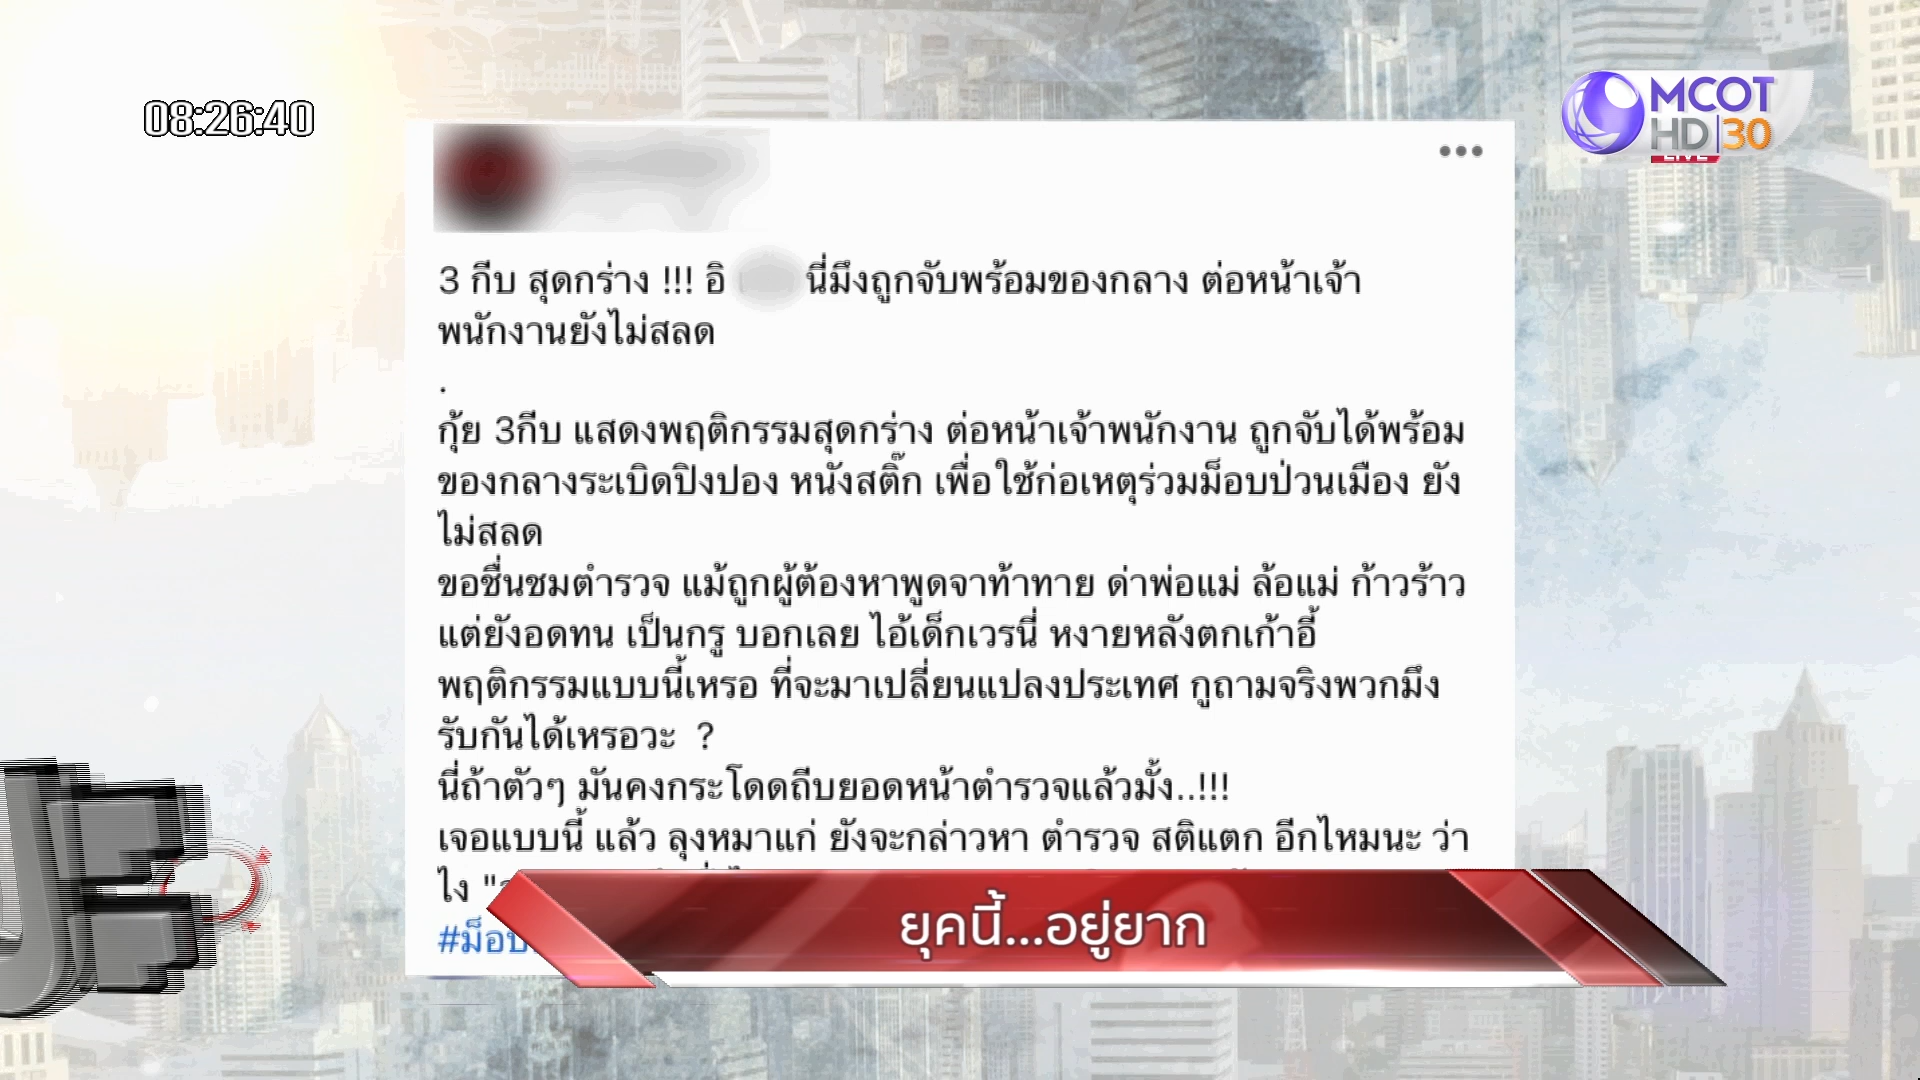 08:26:40
MCOT
HD 30
LIVE
3 กีบ สุดกร่าง !!! อิ นี่มึงถูกจับพร้อมของกลาง ต่อหน้าเจ้า
พนักงานยังไม่สลด
.
กุ้ย 3กีบ แสดงพฤติกรรมสุดกร่าง ต่อหน้าเจ้าพนักงาน ถูกจับได้พร้อม
ของกลางระเบิดปิงปอง หนังสติ๊ก เพื่อใช้ก่อเหตุร่วมม็อบป่วนเมือง ยัง
ไม่สลด
ขอชื่นชมตำรวจ แม้ถูกผู้ต้องหาพูดจาท้าทาย ด่าพ่อแม่ ล้อแม่ ก้าวร้าว
แต่ยังอดทน เป็นกรู บอกเลย ไอ้เด็กเวรนี่ หงายหลังตกเก้าอี้
พฤติกรรมแบบนี้เหรอ ที่จะมาเปลี่ยนแปลงประเทศ กูถามจริงพวกมึง
รับกันได้เหรอวะ ?
นี่ถ้าตัวๆ มันคงกระโดดถีบยอดหน้าตำรวจแล้วมั้ง..!!!
เจอแบบนี้ แล้ว ลุงหมาแก่ ยังจะกล่าวหา ตำรวจ สติแตก อีกไหมนะ ว่า
ไง
#ม็อบ
ยุคนี้...อยู่ยาก